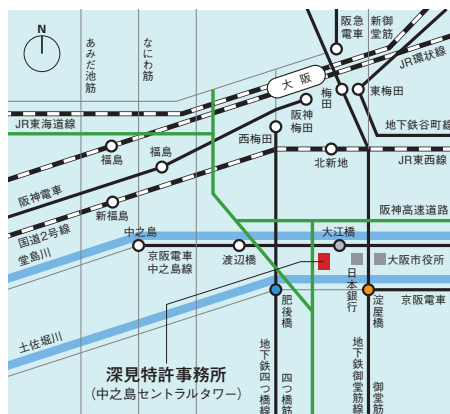 N
あみだ池筋
なにわ筋
阪急電車
新御堂筋
JR環状線
大阪
梅田
東梅田
阪神梅田
地下鉄谷町線
JR東海道線
西梅田
福島
福島
北新地
JR東西線
阪神電車
新福島
国道2号線
阪神高速道路
堂島川
中之島
京阪電車
中之島線
渡辺橋
大江橋
日本銀行
大阪市役所
土佐堀川
肥後橋
淀屋橋
京阪電車
深見特許事務所
(中之島セントラルタワー)
地下鉄四つ橋線
四つ橋筋
地下鉄御堂筋線
御堂筋